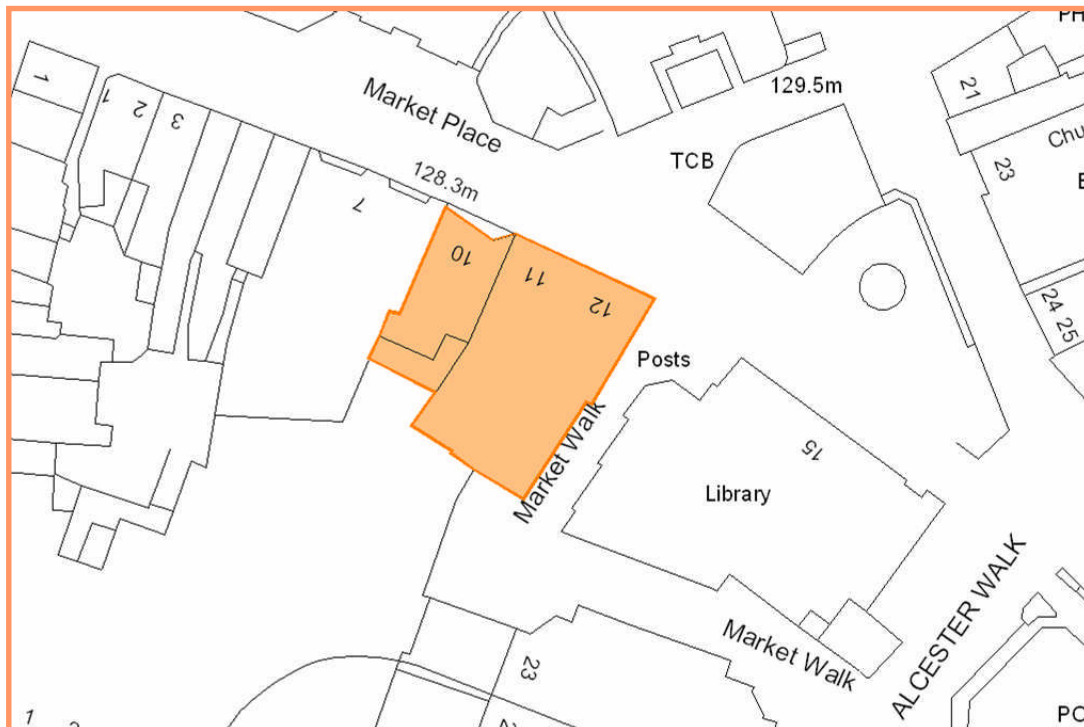 PH
1
1
2
3
Market Place
129.5m
21
Chu
TCB
23
128.3m
7
10
11
12
24
25
Posts
Market Walk
15
Library
ALCESTER WALK
Market Walk
23
1
PO